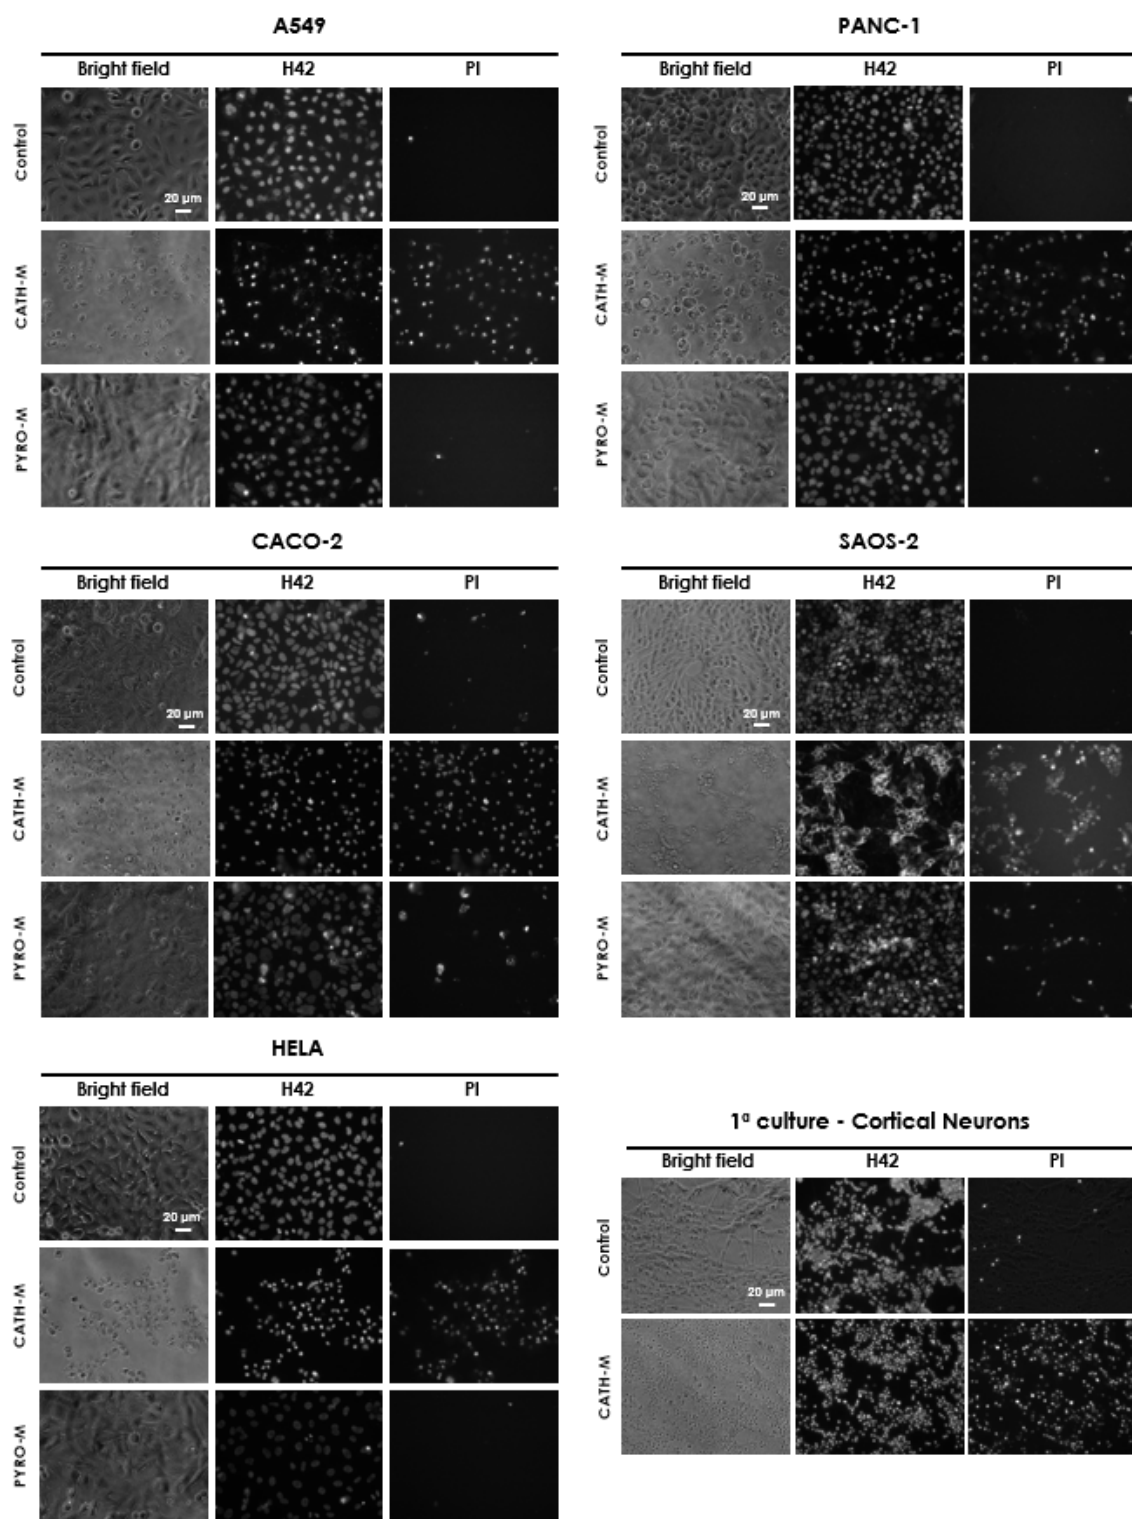 A549
Bright field H42 PI
Control
20 µm
CATH-M
PYRO-M
PANC-1
Bright field H42 PI
Control
20 µm
CATH-M
PYRO-M
CACO-2
Bright field H42 PI
Control
20 µm
CATH-M
PYRO-M
SAOS-2
Bright field H42 PI
Control
20 µm
CATH-M
PYRO-M
HELA
Bright field H42 PI
Control
20 µm
CATH-M
PYRO-M
1ª culture - Cortical Neurons
Bright field H42 PI
Control
20 µm
CATH-M